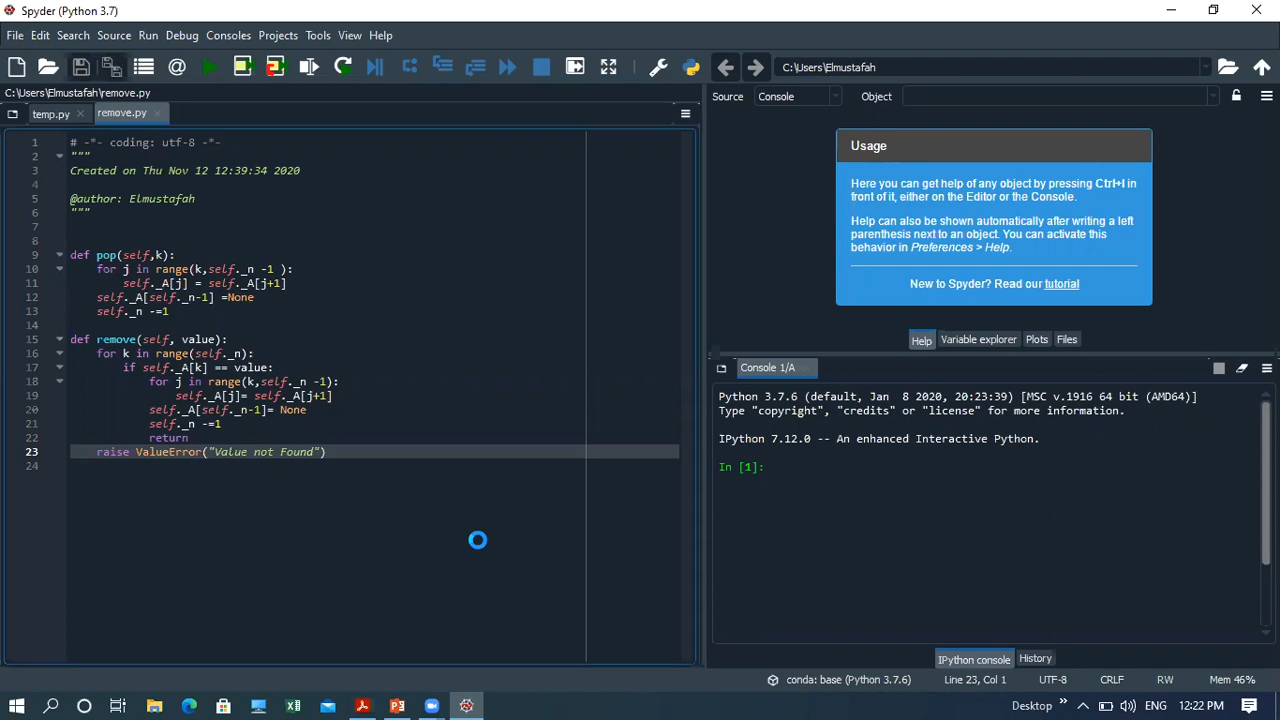 Spyder (Python 3.7)
File Edit Search Source Run Debug Consoles Projects Tools View Help
C:\Users\Elmustafah
C:\Users\Elmustafah\remove.py
temp.py remove.py
1 # -*- coding: utf-8 -*-
2 """
3 Created on Thu Nov 12 12:39:34 2020
4
5 @author: Elmustafah
6 """
7
8
9 def pop(self,k):
10 for j in range(k,self._n -1 ):
11 self._A[j] = self._A[j+1]
12 self._A[self._n-1] =None
13 self._n -=1
14
15 def remove(self, value):
16 for k in range(self._n):
17 if self._A[k] == value:
18 for j in range(k,self._n -1):
19 self._A[j]= self._A[j+1]
20 self._A[self._n-1]= None
21 self._n -=1
22 return
23 raise ValueError("Value not Found")
24
Source Console Object
Usage
Here you can get help of any object by pressing Ctrl+I in
front of it, either on the Editor or the Console.
Help can also be shown automatically after writing a left
parenthesis next to an object. You can activate this
behavior in Preferences > Help.
New to Spyder? Read our tutorial
Help Variable explorer Plots Files
Console 1/A
Python 3.7.6 (default, Jan 8 2020, 20:23:39) [MSC v.1916 64 bit (AMD64)]
Type "copyright", "credits" or "license" for more information.
IPython 7.12.0 -- An enhanced Interactive Python.
In [1]:
IPython console History
conda: base (Python 3.7.6) Line 23, Col 1 UTF-8 CRLF RW Mem 46%
Desktop ENG 12:22 PM